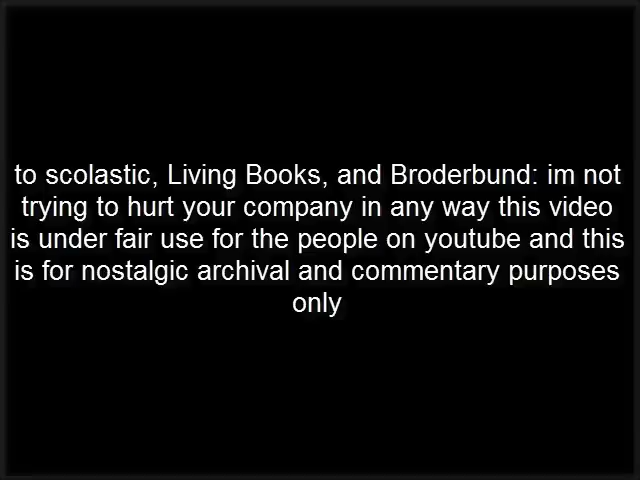 to scolastic, Living Books, and Broderbund: im not
trying to hurt your company in any way this video
is under fair use for the people on youtube and this
is for nostalgic archival and commentary purposes
only